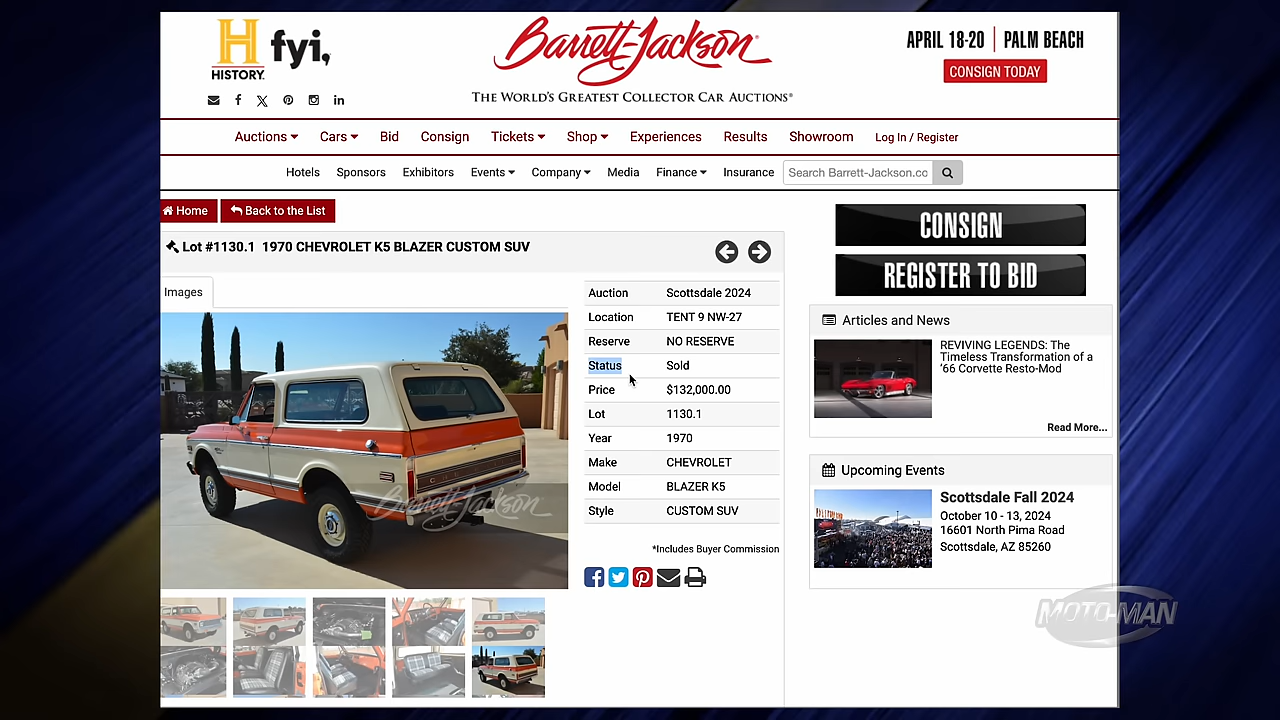 H
HISTORY.
fyi,
Barrett-Jackson
THE WORLD'S GREATEST COLLECTOR CAR AUCTIONS®
APRIL 18-20 | PALM BEACH
CONSIGN TODAY
Auctions Cars Bid Consign Tickets Shop Experiences Results Showroom Log In / Register
Hotels Sponsors Exhibitors Events Company Media Finance Insurance Search Barrett-Jackson.co
Home Back to the List
Lot #1130.1 1970 CHEVROLET K5 BLAZER CUSTOM SUV
Images
Auction Scottsdale 2024
Location TENT 9 NW-27
Reserve NO RESERVE
Status Sold
Price $132,000.00
Lot 1130.1
Year 1970
Make CHEVROLET
Model BLAZER K5
Style CUSTOM SUV
*Includes Buyer Commission
Barrett-Jackson
CONSIGN
REGISTER TO BID
Articles and News
REVIVING LEGENDS: The
Timeless Transformation of a
'66 Corvette Resto-Mod
Read More...
Upcoming Events
Scottsdale Fall 2024
October 10 - 13, 2024
16601 North Pima Road
Scottsdale, AZ 85260
MOTO-MAN